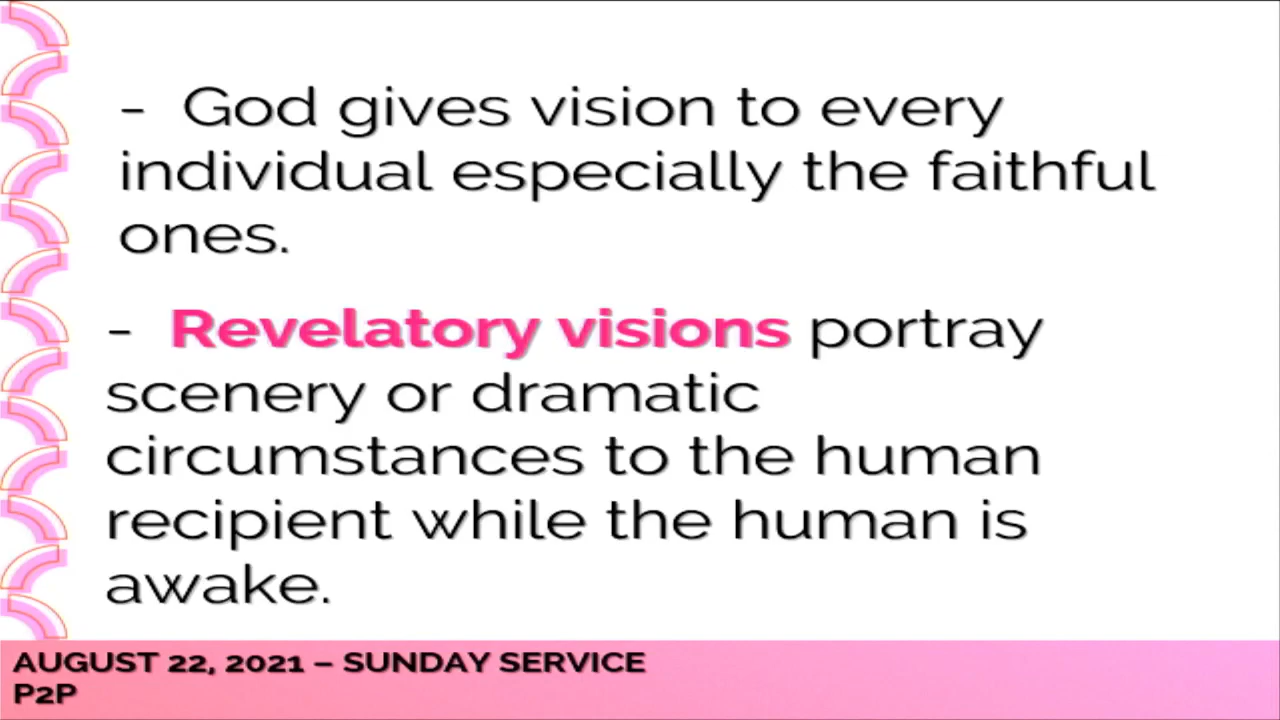 - God gives vision to every
individual especially the faithful
ones.
- Revelatory visions portray
scenery or dramatic
circumstances to the human
recipient while the human is
awake.
AUGUST 22, 2021 – SUNDAY SERVICE
P2P